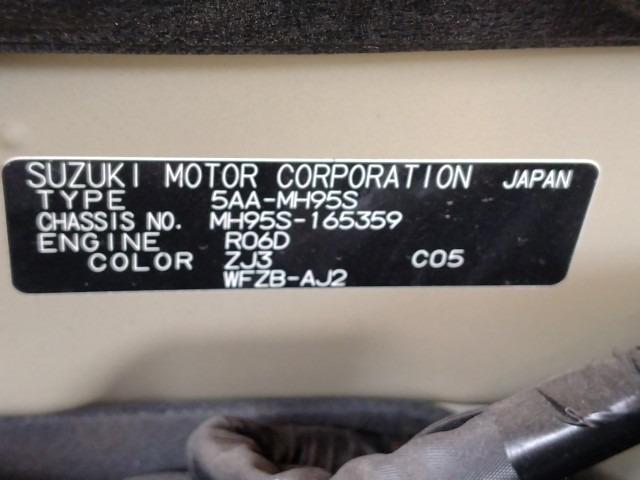 SUZUKI MOTOR CORPORATION JAPAN
TYPE 5AA-MH95S
CHASSIS NO. MH95S-165359
ENGINE R06D
COLOR ZJ3 C05
WFZB-AJ2